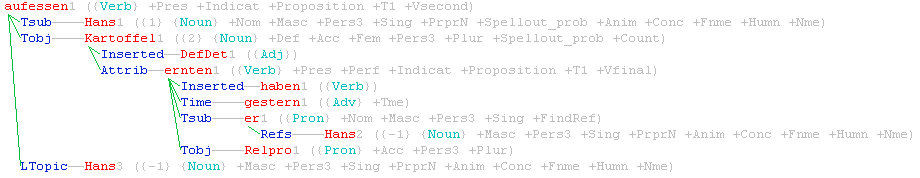 aufessen1 ((Verb) +Pres +Indicat +Proposition +T1 +Vsecond)
Tsub Hans1 ((1) (Noun) +Nom +Masc +Pers3 +Sing +PrprN +Spellout_prob +Anim +Conc +Fnme +Humn +Nme)
Tobj Kartoffel1 ((2) (Noun) +Def +Acc +Fem +Pers3 +Plur +Spellout_prob +Count)
Inserted DefDet1 ((Adj))
Attrib ernten1 ((Verb) +Pres +Perf +Indicat +Proposition +T1 +Vfinal)
Inserted haben1 ((Verb))
Time gestern1 ((Adv) +Tme)
Tsub er1 ((Pron) +Nom +Masc +Pers3 +Sing +FindRef)
Refs Hans2 ((-1) (Noun) +Masc +Pers3 +Sing +PrprN +Anim +Conc +Fnme +Humn +Nme)
Tobj Relpro1 ((Pron) +Acc +Pers3 +Plur)
LTopic Hans3 ((-1) (Noun) +Masc +Pers3 +Sing +PrprN +Anim +Conc +Fnme +Humn +Nme)